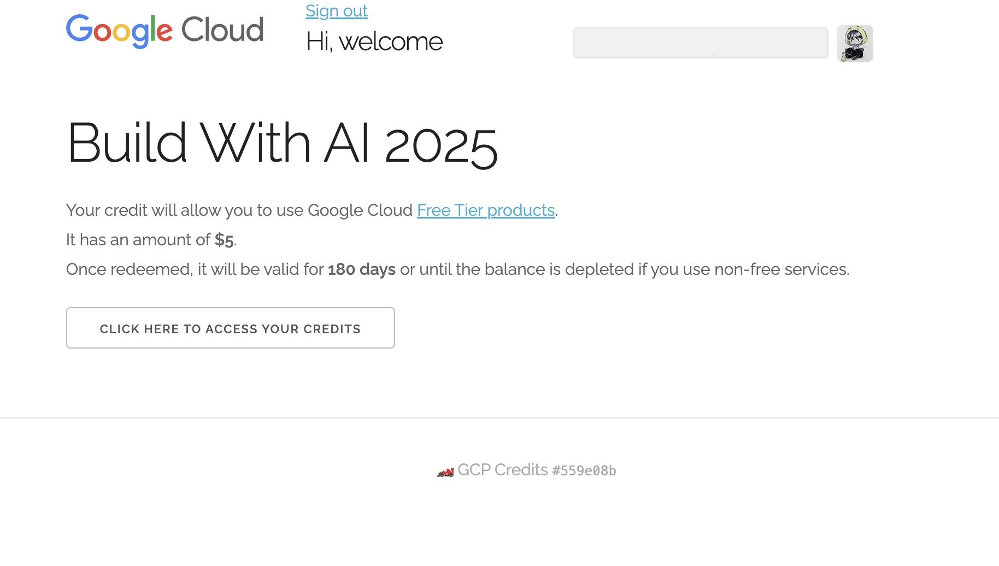 Sign out
Google Cloud
Hi, welcome
Build With AI 2025
Your credit will allow you to use Google Cloud Free Tier products.
It has an amount of $5.
Once redeemed, it will be valid for 180 days or until the balance is depleted if you use non-free services.
CLICK HERE TO ACCESS YOUR CREDITS
GCP Credits #559e08b